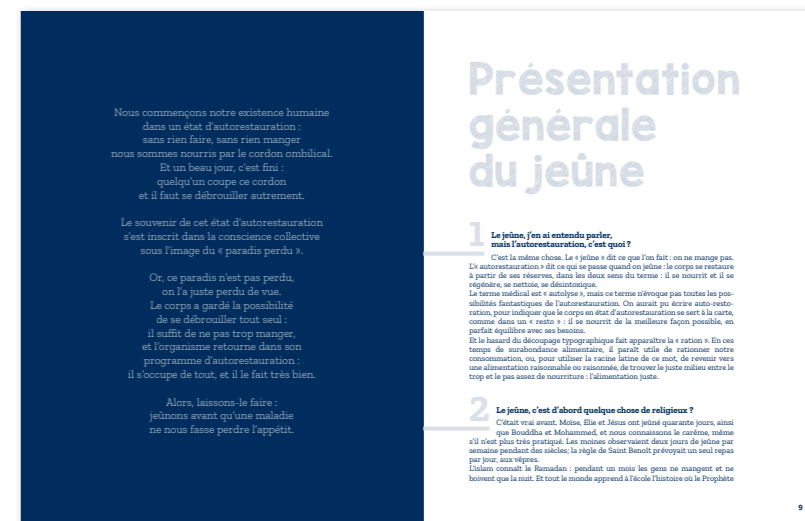 Nous commençons notre existence humaine
dans un état d'autorestauration :
sans rien faire, sans rien manger
nous sommes nourris par le cordon ombilical.
Et un beau jour, c'est fini :
quelqu'un coupe ce cordon
et il faut se débrouiller autrement.
Le souvenir de cet état d'autorestauration
s'est inscrit dans la conscience collective
sous l'image du « paradis perdu ».
Or, ce paradis n'est pas perdu,
on l'a juste perdu de vue.
Le corps a gardé la possibilité
de se débrouiller tout seul :
il suffit de ne pas trop manger,
et l'organisme retourne dans son
programme d'autorestauration :
il s'occupe de tout, et il le fait très bien.
Alors, laissons-le faire :
jeûnons avant qu'une maladie
ne nous fasse perdre l'appétit.
Présentation
générale
du jeûne
1
Le jeûne, j'en ai entendu parler,
mais l'autorestauration, c'est quoi ?
C'est la même chose. Le « jeûne » dit ce que l'on fait : on ne mange pas.
L'« autorestauration » dit ce qui se passe quand on jeûne : le corps se restaure
à partir de ses réserves, dans les deux sens du terme : il se nourrit et il se
régénère, se nettoie, se désintoxique.
Le terme médical est « autolyse », mais ce terme n'évoque pas toutes les pos-
sibilités fantastiques de l'autorestauration. On aurait pu écrire auto-resto-
ration, pour indiquer que le corps en état d'autorestauration se sert à la carte,
comme dans un « resto » : il se nourrit de la meilleure façon possible, en
parfait équilibre avec ses besoins.
Et le hasard du découpage typographique fait apparaître la « ration ». En ces
temps de surabondance alimentaire, il paraît utile de rationner notre
consommation, ou, pour utiliser la racine latine de ce mot, de revenir vers
une alimentation raisonnable ou raisonnée, de trouver le juste milieu entre le
trop et le pas assez de nourriture : l'alimentation juste.
2
Le jeûne, c'est d'abord quelque chose de religieux ?
C'était vrai avant. Moïse, Elie et Jésus ont jeûné quarante jours, ainsi
que Bouddha et Mohammed, et nous connaissons le carême, même
s'il n'est plus très pratiqué. Les moines observaient deux jours de jeûne par
semaine pendant des siècles; la règle de Saint Benoît prévoyait un seul repas
par jour, aux vêpres.
L'islam connaît le Ramadan : pendant un mois les gens ne mangent et ne
boivent que la nuit. Et tout le monde apprend à l'école l'histoire où le Prophète
9